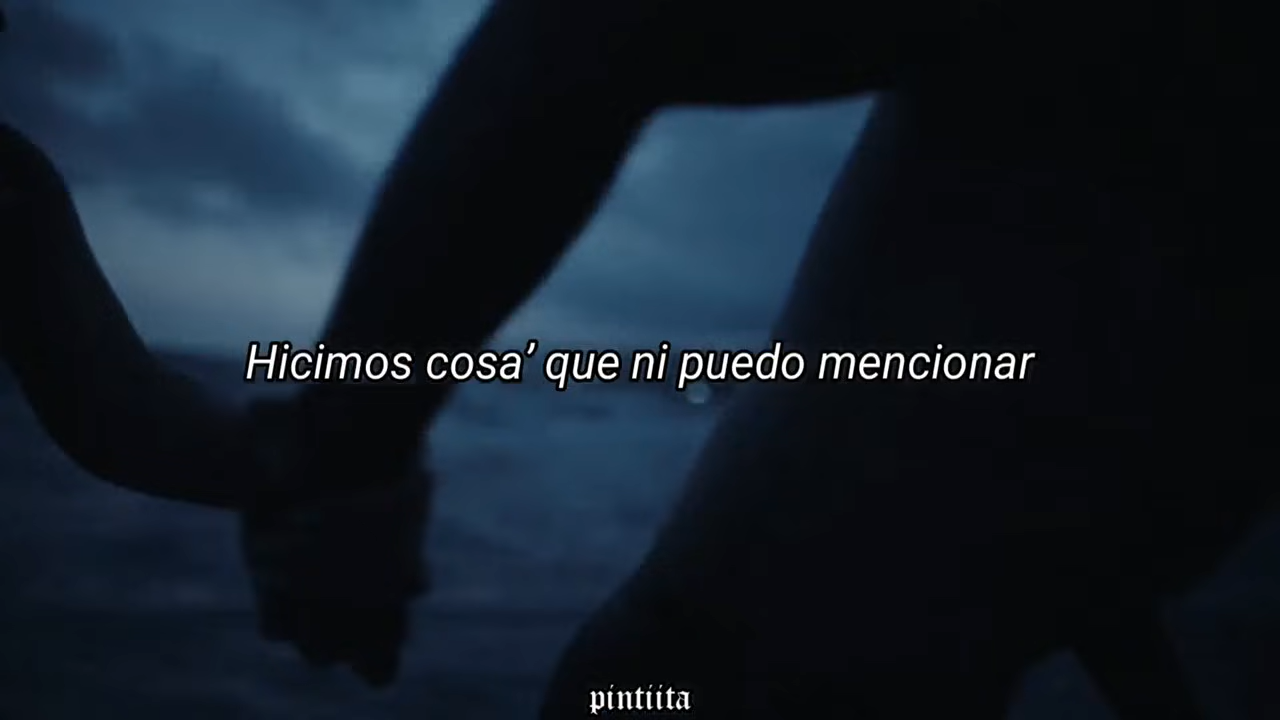 Hicimos cosa’ que ni puedo mencionar
pintiita